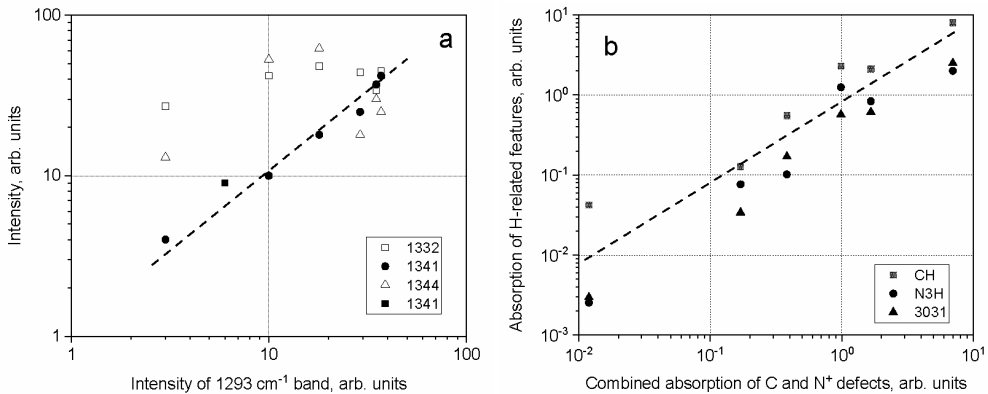 100
10
1
1
10
100
Intensity, arb. units
Intensity of 1293 cm⁻¹ band, arb. units
a
1332
1341
1344
1341
10¹
10⁰
10⁻¹
10⁻²
10⁻³
10⁻²
10⁻¹
10⁰
10¹
Absorption of H-related features, arb. units
Combined absorption of C and N⁺ defects, arb. units
b
CH
N3H
3031